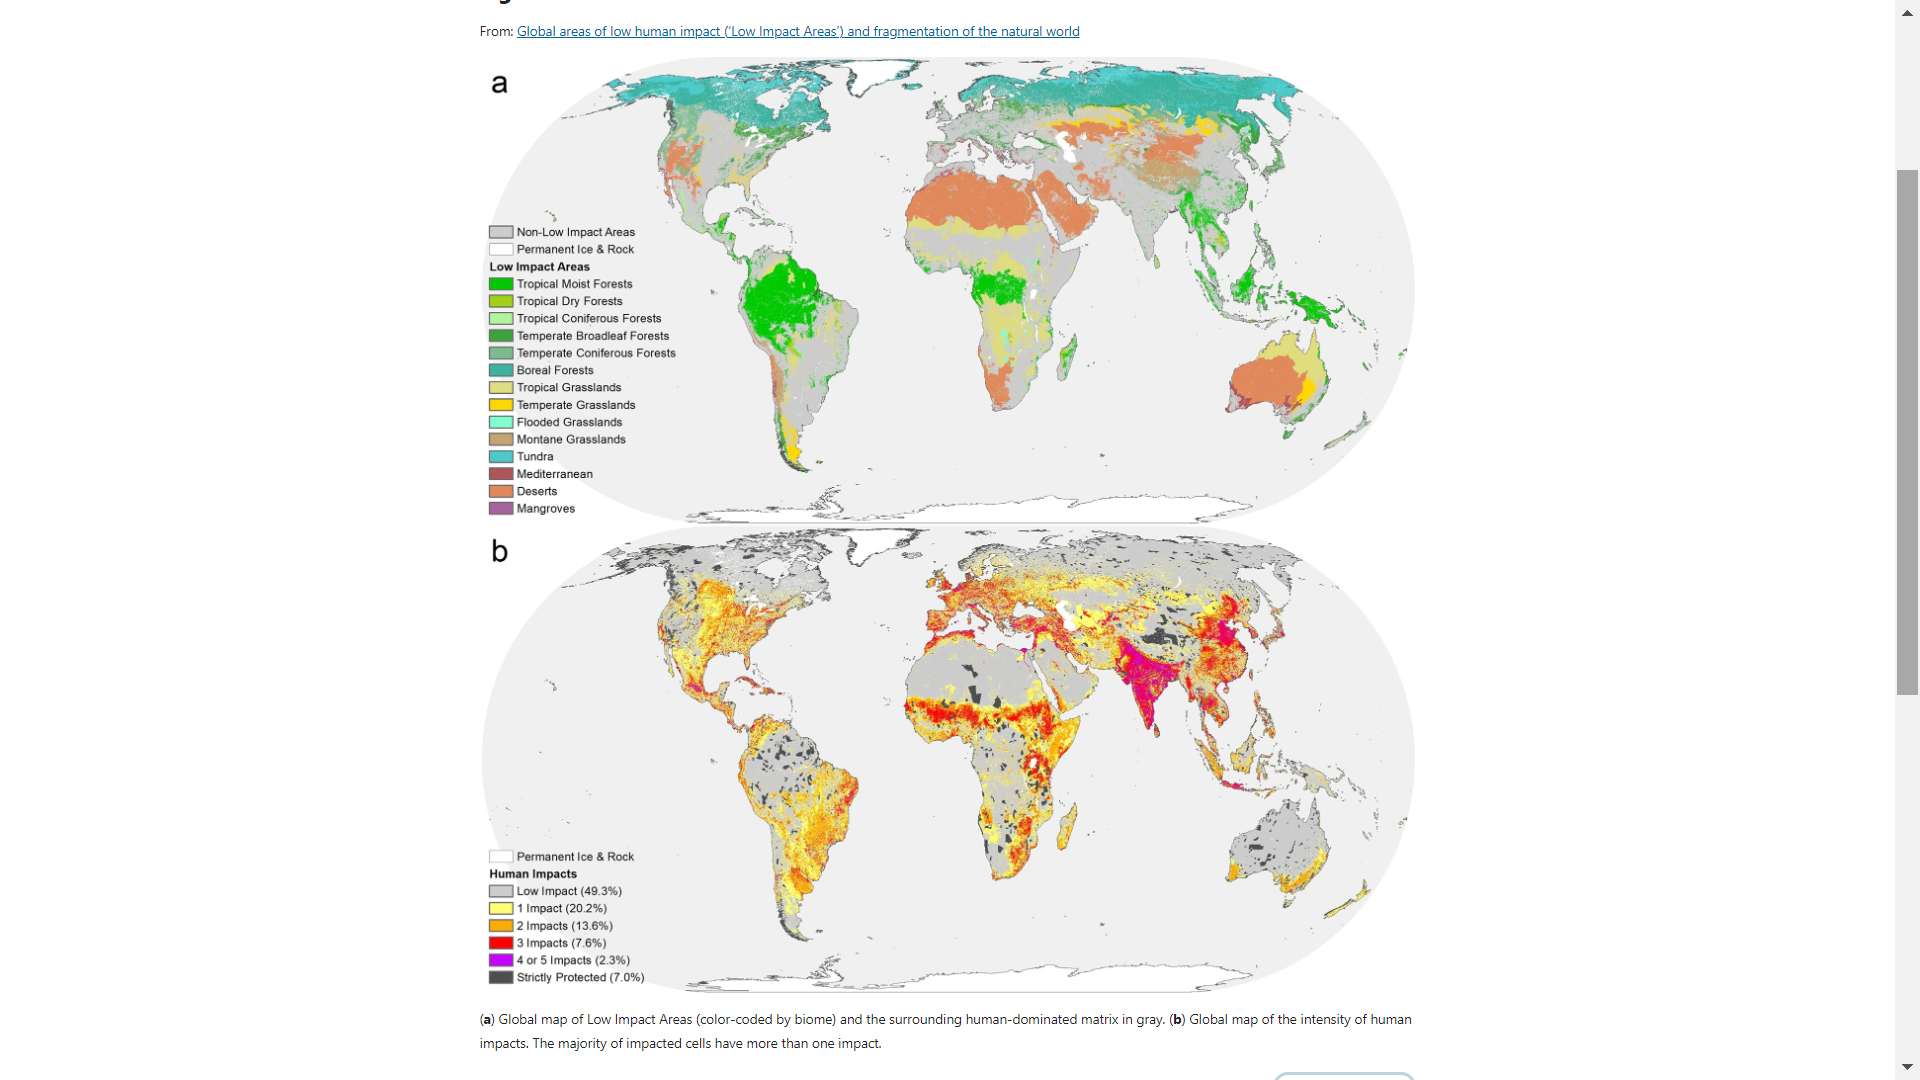 From: Global areas of low human impact (‘Low Impact Areas’) and fragmentation of the natural world
a
Non-Low Impact Areas
Permanent Ice & Rock
Low Impact Areas
Tropical Moist Forests
Tropical Dry Forests
Tropical Coniferous Forests
Temperate Broadleaf Forests
Temperate Coniferous Forests
Boreal Forests
Tropical Grasslands
Temperate Grasslands
Flooded Grasslands
Montane Grasslands
Tundra
Mediterranean
Deserts
Mangroves
b
Permanent Ice & Rock
Human Impacts
Low Impact (49.3%)
1 Impact (20.2%)
2 Impacts (13.6%)
3 Impacts (7.6%)
4 or 5 Impacts (2.3%)
Strictly Protected (7.0%)
(a) Global map of Low Impact Areas (color-coded by biome) and the surrounding human-dominated matrix in gray. (b) Global map of the intensity of human
impacts. The majority of impacted cells have more than one impact.